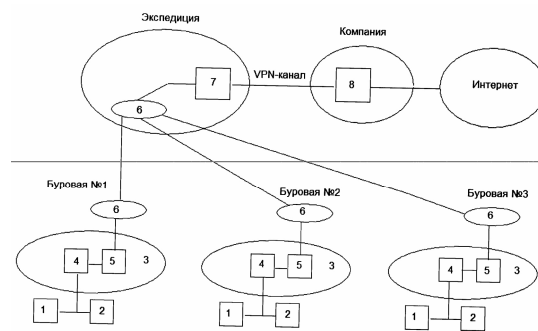 Экспедиция
Компания
7
VPN-канал
8
Интернет
6
Буровая №1
Буровая №2
Буровая №3
6
6
6
4 5 3
4 5 3
4 5 3
1 2
1 2
1 2